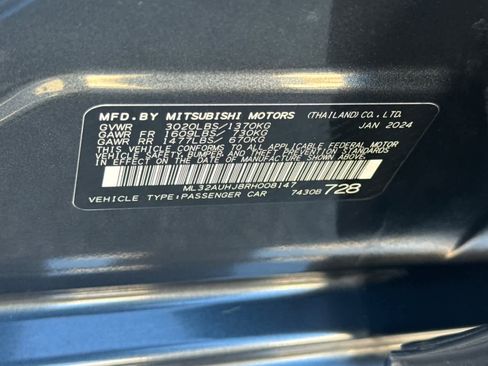 MFD.BY MITSUBISHI MOTORS (THAILAND) CO., LTD.
GVWR 3020LBS/1370KG JAN 2024
GAWR FR 1609LBS/ 730KG
GAWR RR 1477LBS/ 670KG
THIS VEHICLE CONFORMS TO ALL APPLICABLE
FEDERAL MOTOR VEHICLE
SAFETY, BUMPER, AND THEFT PREVENTION STANDARDS
IN EFFECT ON THE DATE OF MANUFACTURE SHOWN ABOVE.
ML32AUHJ8RH008147
VEHICLE TYPE:PASSENGER CAR 7430B 728